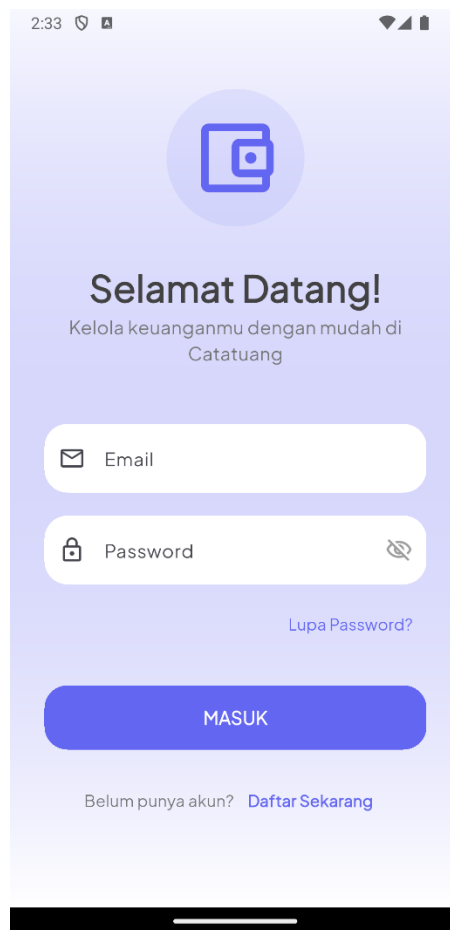 2:33
A
Selamat Datang!
Kelola keuanganmu dengan mudah di
Catatuang
Email
Password
Lupa Password?
MASUK
Belum punya akun? Daftar Sekarang